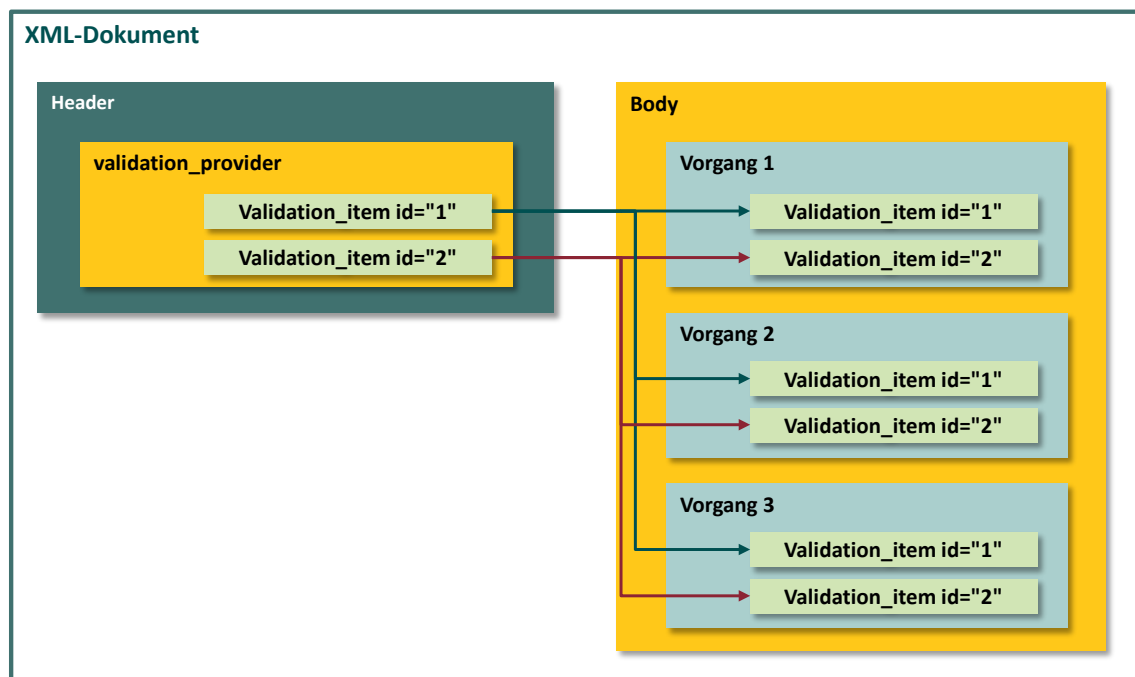 XML-Dokument
Header
validation_provider
Validation_item id="1"
Validation_item id="2"
Body
Vorgang 1
Validation_item id="1"
Validation_item id="2"
Vorgang 2
Validation_item id="1"
Validation_item id="2"
Vorgang 3
Validation_item id="1"
Validation_item id="2"